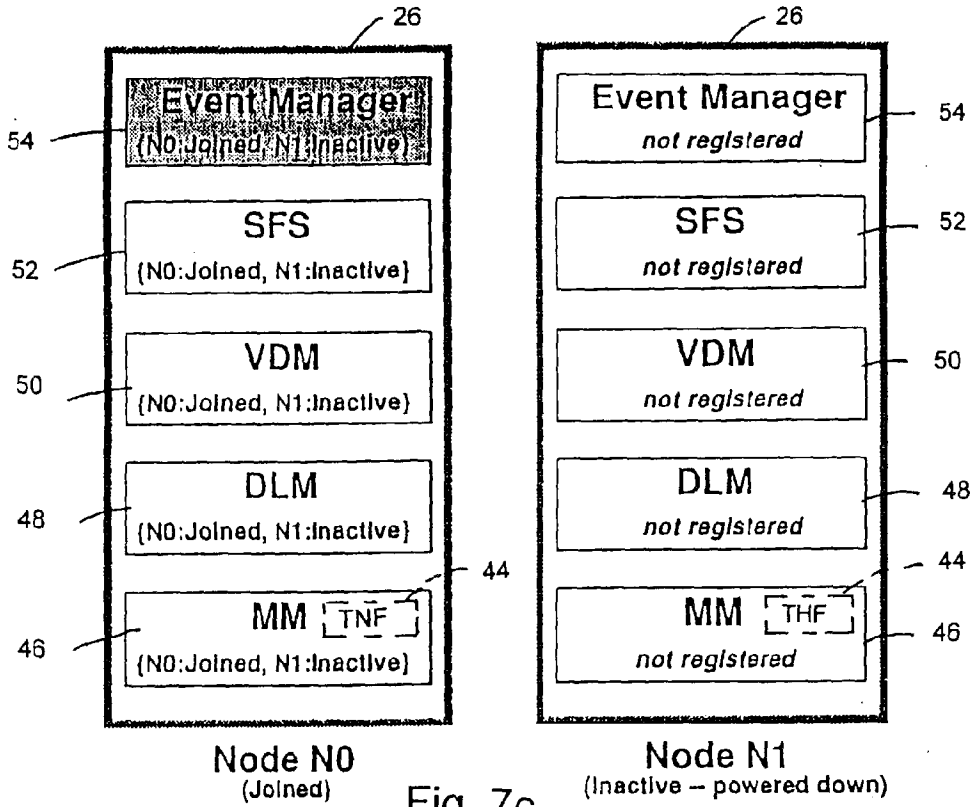 26
Event Manager
54
(N0:Joined, N1:Inactive)
SFS
52
{N0:Joined, N1:Inactive}
VDM
50
{N0:Joined, N1:Inactive}
DLM
48
{N0:Joined, N1:Inactive}
44
MM TNF
46
{N0:Joined, N1:Inactive}
Node N0
(Joined)
26
Event Manager
54
not registered
SFS
52
not registered
VDM
50
not registered
DLM
48
not registered
44
MM THF
46
not registered
Node N1
(Inactive – powered down)
Fig. 7c